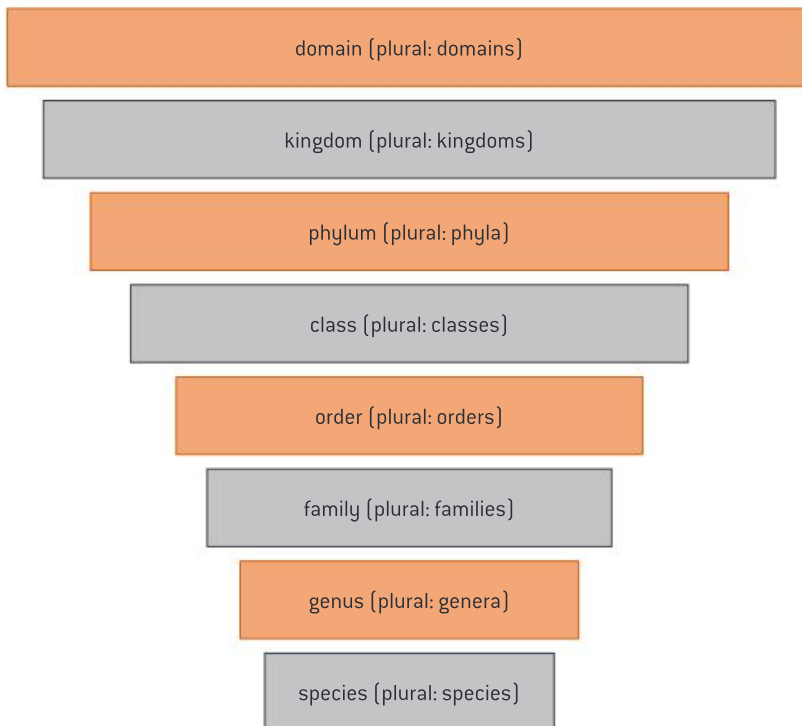 domain (plural: domains)
kingdom (plural: kingdoms)
phylum (plural: phyla)
class (plural: classes)
order (plural: orders)
family (plural: families)
genus (plural: genera)
species (plural: species)